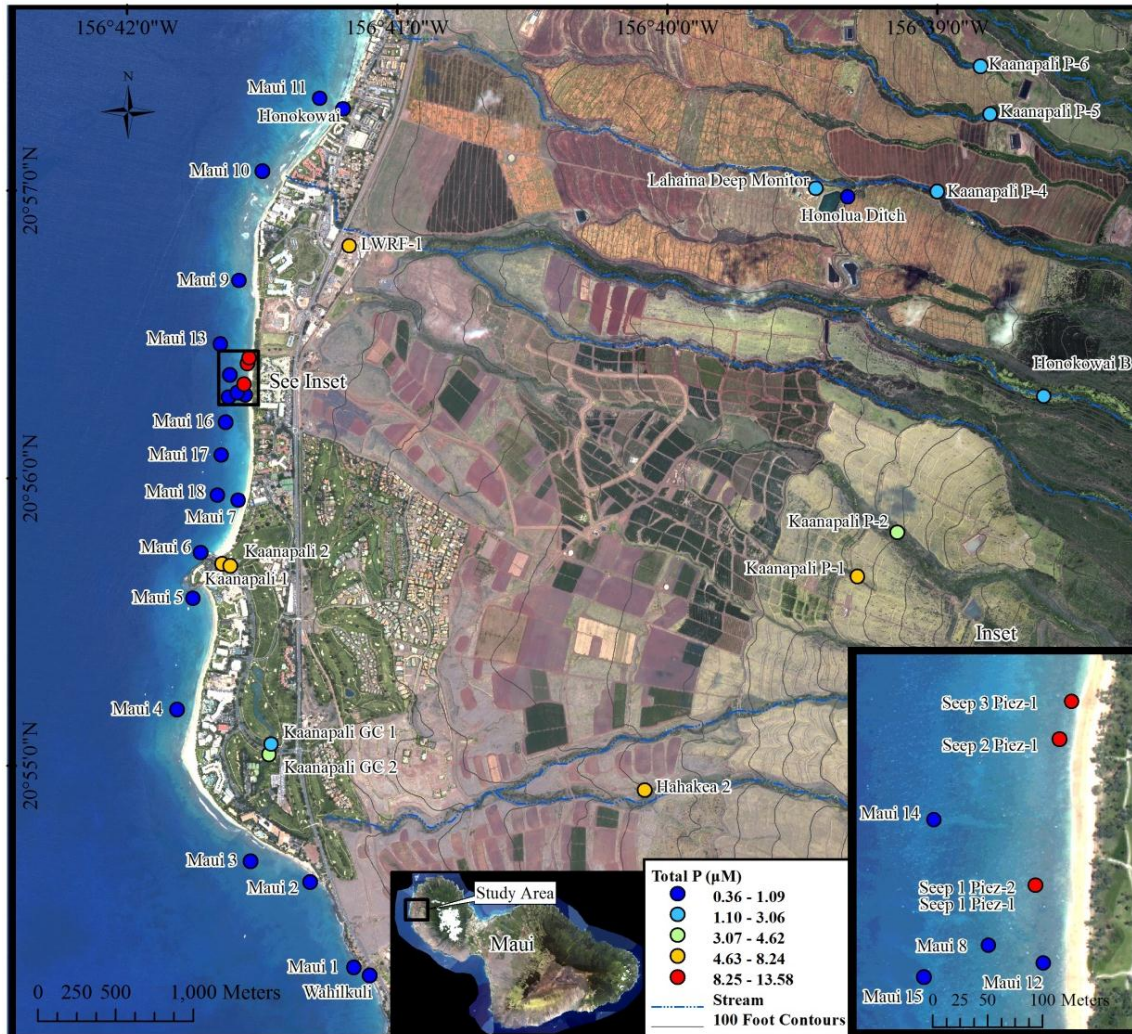 156°42'0"W
156°41'0"W
156°40'0"W
156°39'0"W
N
Maui 11
Honokowai
Kaanapali P-6
Kaanapali P-5
Maui 10
20°57'0"N
Lahaina Deep Monitor
Kaanapali P-4
Honolua Ditch
LWRF-1
Maui 9
Maui 13
See Inset
Honokowai B
Maui 16
Maui 17
20°56'0"N
Maui 18
Maui 7
Kaanapali P-2
Maui 6
Kaanapali 2
Kaanapali 1
Kaanapali P-1
Maui 5
Inset
Maui 4
Kaanapali GC 1
Kaanapali GC 2
20°55'0"N
Hahakea 2
Maui 3
Maui 2
Maui 1
Wahilkuli
0 250 500 1,000 Meters
Study Area
Maui
Total P (µM)
0.36 - 1.09
1.10 - 3.06
3.07 - 4.62
4.63 - 8.24
8.25 - 13.58
Stream
100 Foot Contours
Seep 3 Piez-1
Seep 2 Piez-1
Maui 14
Seep 1 Piez-2
Seep 1 Piez-1
Maui 8
Maui 12
Maui 15
0 25 50 100 Meters